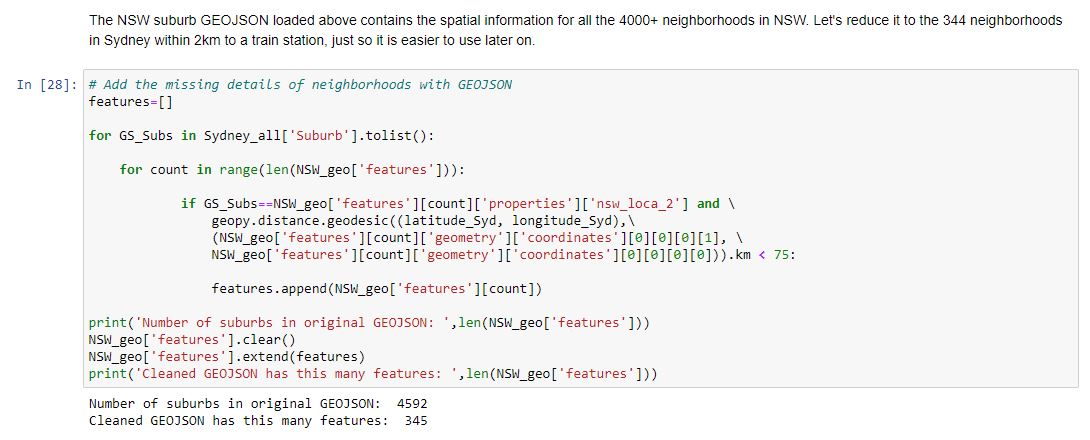 The NSW suburb GEOJSON loaded above contains the spatial information for all the 4000+ neighborhoods in NSW. Let's reduce it to the 344 neighborhoods
in Sydney within 2km to a train station, just so it is easier to use later on.
In [28]: # Add the missing details of neighborhoods with GEOJSON
features=[]
for GS_Subs in Sydney_all['Suburb'].tolist():
for count in range(len(NSW_geo['features'])):
if GS_Subs==NSW_geo['features'][count]['properties']['nsw_loca_2'] and \
geopy.distance.geodesic((latitude_Syd, longitude_Syd),\
(NSW_geo['features'][count]['geometry']['coordinates'][0][0][0][1], \
NSW_geo['features'][count]['geometry']['coordinates'][0][0][0][0])).km < 75:
features.append(NSW_geo['features'][count])
print('Number of suburbs in original GEOJSON: ',len(NSW_geo['features']))
NSW_geo['features'].clear()
NSW_geo['features'].extend(features)
print('Cleaned GEOJSON has this many features: ',len(NSW_geo['features']))
Number of suburbs in original GEOJSON:  4592
Cleaned GEOJSON has this many features:  345